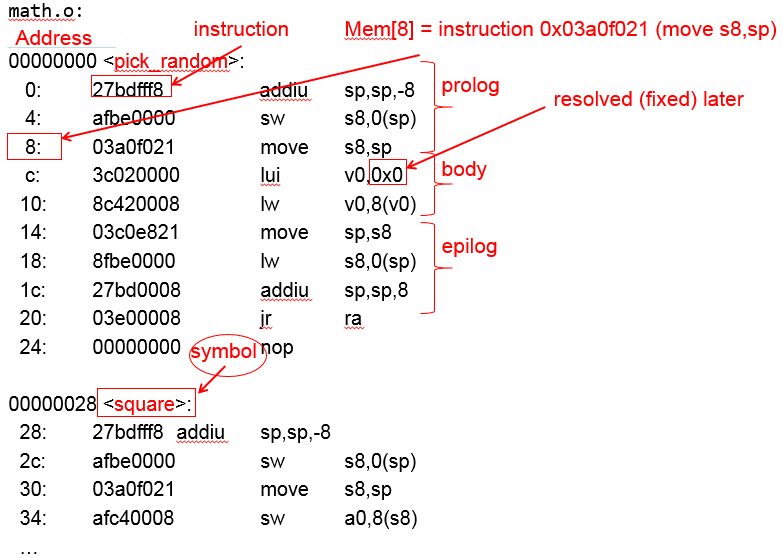 math.o:
Address
instruction
Mem[8] = instruction 0x03a0f021 (move s8,sp)
00000000 <pick_random>:
0: 27bdfff8 addiu sp,sp,-8
prolog
resolved (fixed) later
4: afbe0000 sw s8,0(sp)
8: 03a0f021 move s8,sp
c: 3c020000 lui v0,0x0
body
10: 8c420008 lw v0,8(v0)
14: 03c0e821 move sp,s8
epilog
18: 8fbe0000 lw s8,0(sp)
1c: 27bd0008 addiu sp,sp,8
20: 03e00008 jr ra
24: 00000000 nop
symbol
00000028 <square>:
28: 27bdfff8 addiu sp,sp,-8
2c: afbe0000 sw s8,0(sp)
30: 03a0f021 move s8,sp
34: afc40008 sw a0,8(s8)
...